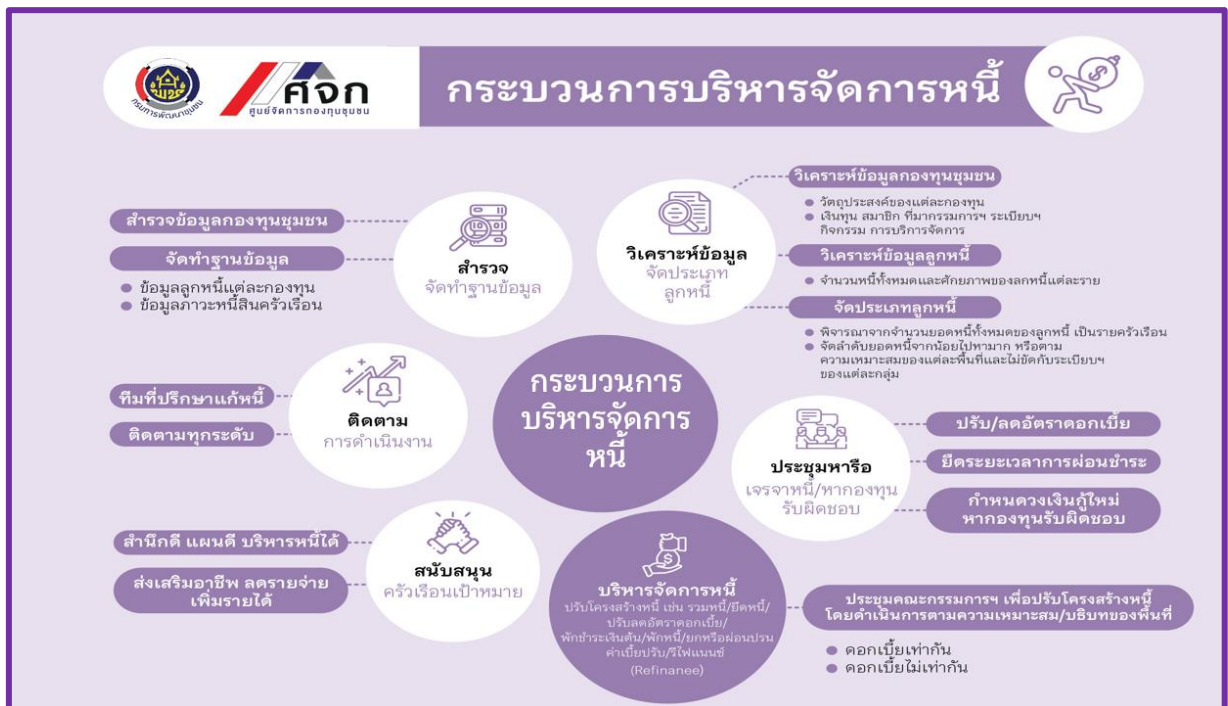 กรมการพัฒนาชุมชน
ศจก
ศูนย์จัดการกองทุนชุมชน
กระบวนการบริหารจัดการหนี้
สำรวจข้อมูลกองทุนชุมชน
จัดทำฐานข้อมูล
ข้อมูลลูกหนี้แต่ละกองทุน
ข้อมูลภาวะหนี้สินครัวเรือน
สำรวจ
จัดทำฐานข้อมูล
วิเคราะห์ข้อมูล
จัดประเภท
ลูกหนี้
วิเคราะห์ข้อมูลกองทุนชุมชน
วัตถุประสงค์ของแต่ละกองทุน
เงินทุน สมาชิก ที่มากรรมการฯ ระเบียบฯ
กิจกรรม การบริการจัดการ
วิเคราะห์ข้อมูลลูกหนี้
จำนวนหนี้ทั้งหมดและศักยภาพของลกหนี้แต่ละราย
จัดประเภทลูกหนี้
พิจารณาจากจำนวนยอดหนี้ทั้งหมดของลูกหนี้ เป็นรายครัวเรือน
จัดลำดับยอดหนี้จากน้อยไปหามาก หรือตาม
ความเหมาะสมของแต่ละพื้นที่และไม่ขัดกับระเบียบฯ
ของแต่ละกลุ่ม
ทีมที่ปรึกษาแก้หนี้
ติดตามทุกระดับ
ติดตาม
การดำเนินงาน
กระบวนการ
บริหารจัดการ
หนี้
ประชุมหารือ
เจรจาหนี้/หากองทุน
รับผิดชอบ
ปรับ/ลดอัตราดอกเบี้ย
ยืดระยะเวลาการผ่อนชำระ
กำหนดวงเงินกู้ใหม่
หากองทุนรับผิดชอบ
สำนึกดี แผนดี บริหารหนี้ได้
ส่งเสริมอาชีพ ลดรายจ่าย
เพิ่มรายได้
สนับสนุน
ครัวเรือนเป้าหมาย
บริหารจัดการหนี้
ปรับโครงสร้างหนี้ เช่น รวมหนี้/ยืดหนี้/
ปรับลดอัตราดอกเบี้ย/
พักชำระเงินต้น/พักหนี้/ยกหรือผ่อนปรน
ค่าเบี้ยปรับ/รีไฟแนนซ์
(Refinanee)
ประชุมคณะกรรมการฯ เพื่อปรับโครงสร้างหนี้
โดยดำเนินการตามความเหมาะสม/บริบทของพื้นที่
ดอกเบี้ยเท่ากัน
ดอกเบี้ยไม่เท่ากัน